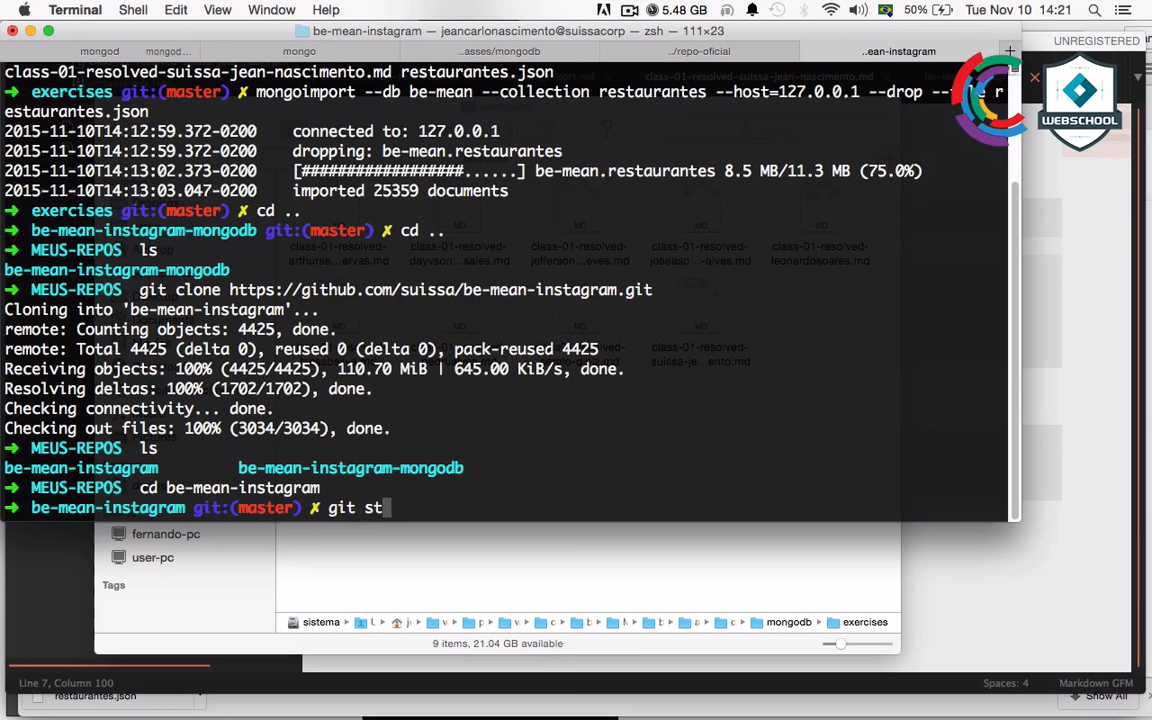 Terminal Shell Edit View Window Help
5.48 GB 50% Tue Nov 10 14:21
be-mean-instagram — jeancarlonascimento@suissacorp — zsh — 111×23
UNREGISTERED
mongod mongod... mongo ..asses/mongodb ../repo-oficial ..ean-instagram +
WEBSCHOOL
class-01-resolved-suissa-jean-nascimento.md restaurantes.json
➜ exercises git:(master) ✗ mongoimport --db be-mean --collection restaurantes --host=127.0.0.1 --drop
estaurantes.json
2015-11-10T14:12:59.372-0200 connected to: 127.0.0.1
2015-11-10T14:12:59.373-0200 dropping: be-mean.restaurantes
2015-11-10T14:13:02.373-0200 [##################......] be-mean.restaurantes 8.5 MB/11.3 MB (75.0%)
2015-11-10T14:13:03.047-0200 imported 25359 documents
➜ exercises git:(master) ✗ cd ..
➜ be-mean-instagram-mongodb git:(master) ✗ cd ..
➜ MEUS-REPOS ls
be-mean-instagram-mongodb
➜ MEUS-REPOS git clone https://github.com/suissa/be-mean-instagram.git
Cloning into 'be-mean-instagram'...
remote: Counting objects: 4425, done.
remote: Total 4425 (delta 0), reused 0 (delta 0), pack-reused 4425
Receiving objects: 100% (4425/4425), 110.70 MiB | 645.00 KiB/s, done.
Resolving deltas: 100% (1702/1702), done.
Checking connectivity... done.
Checking out files: 100% (3034/3034), done.
➜ MEUS-REPOS ls
be-mean-instagram be-mean-instagram-mongodb
➜ MEUS-REPOS cd be-mean-instagram
➜ be-mean-instagram git:(master) ✗ git st
fernando-pc
user-pc
Tags
sistema mongodb exercises
9 items, 21.04 GB available
Line 7, Column 100 Spaces: 4 Markdown GFM
restaurantes.json Show All